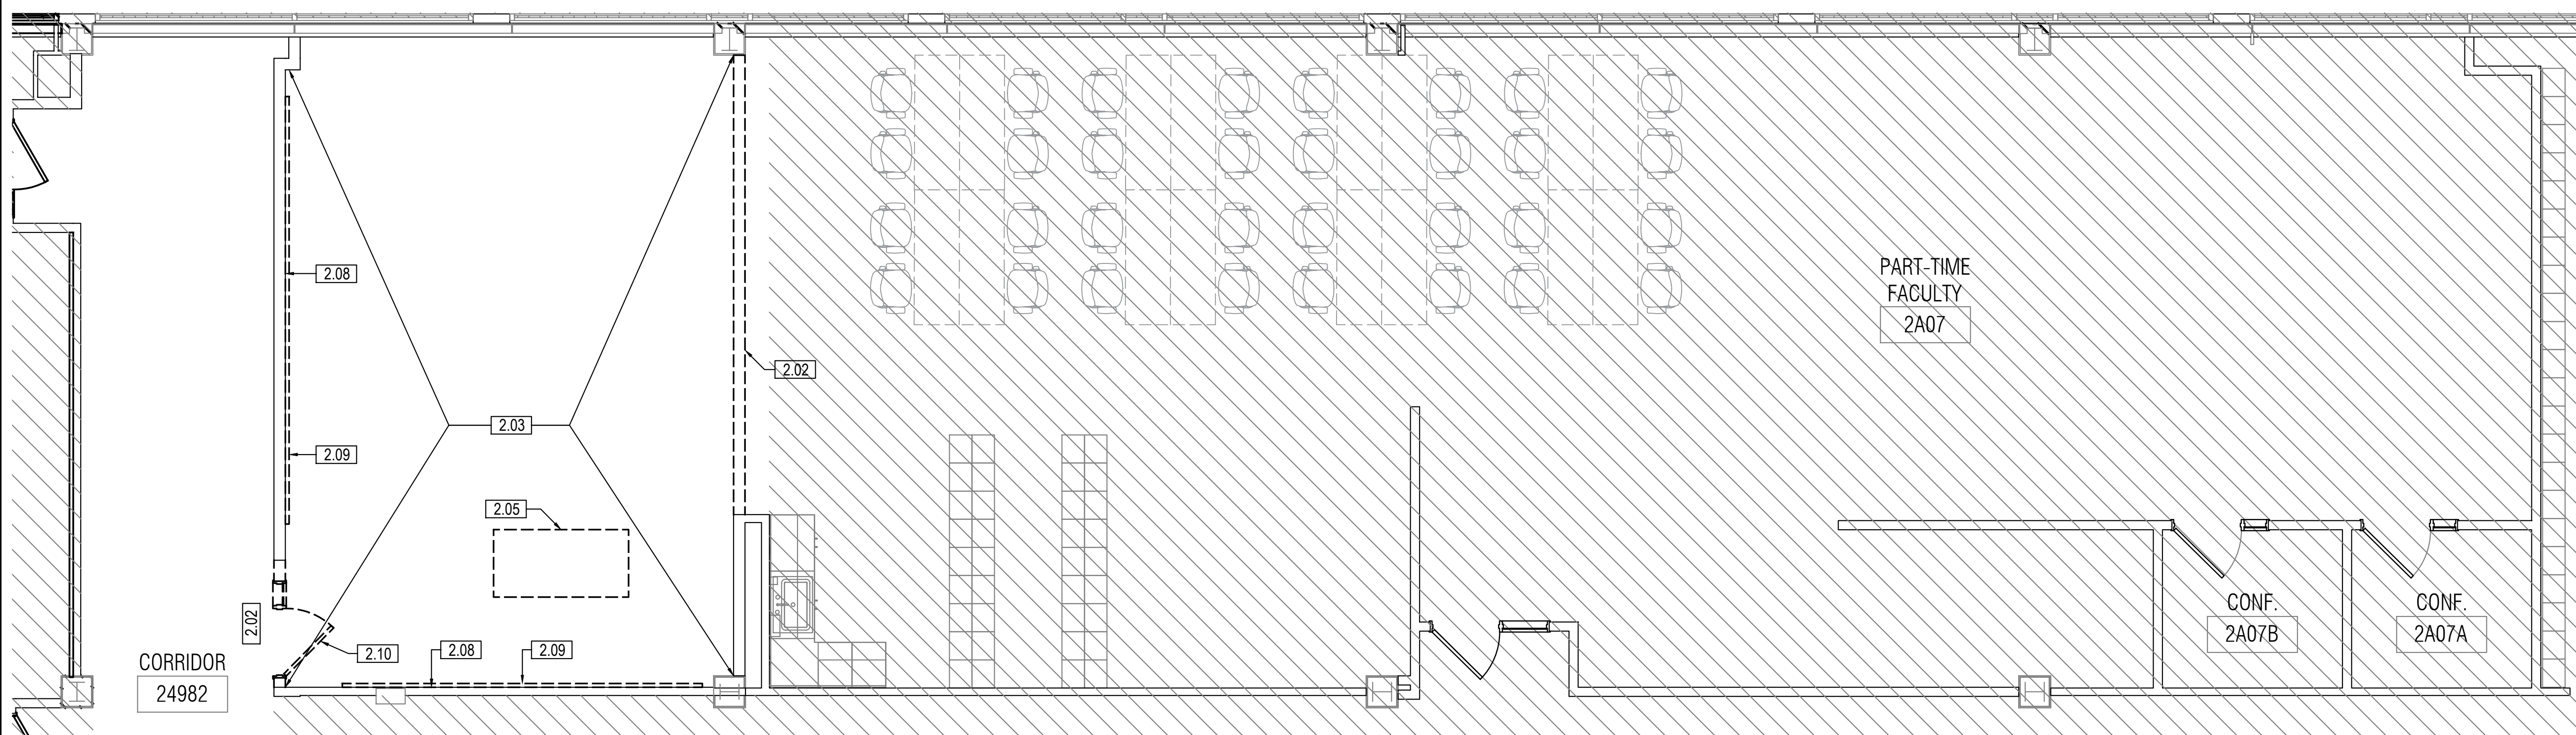 PART-TIME
FACULTY
2A07
2.08
2.02
2.03
2.09
2.05
2.02
2.10
2.08
2.09
CORRIDOR
24982
CONF.
2A07B
CONF.
2A07A